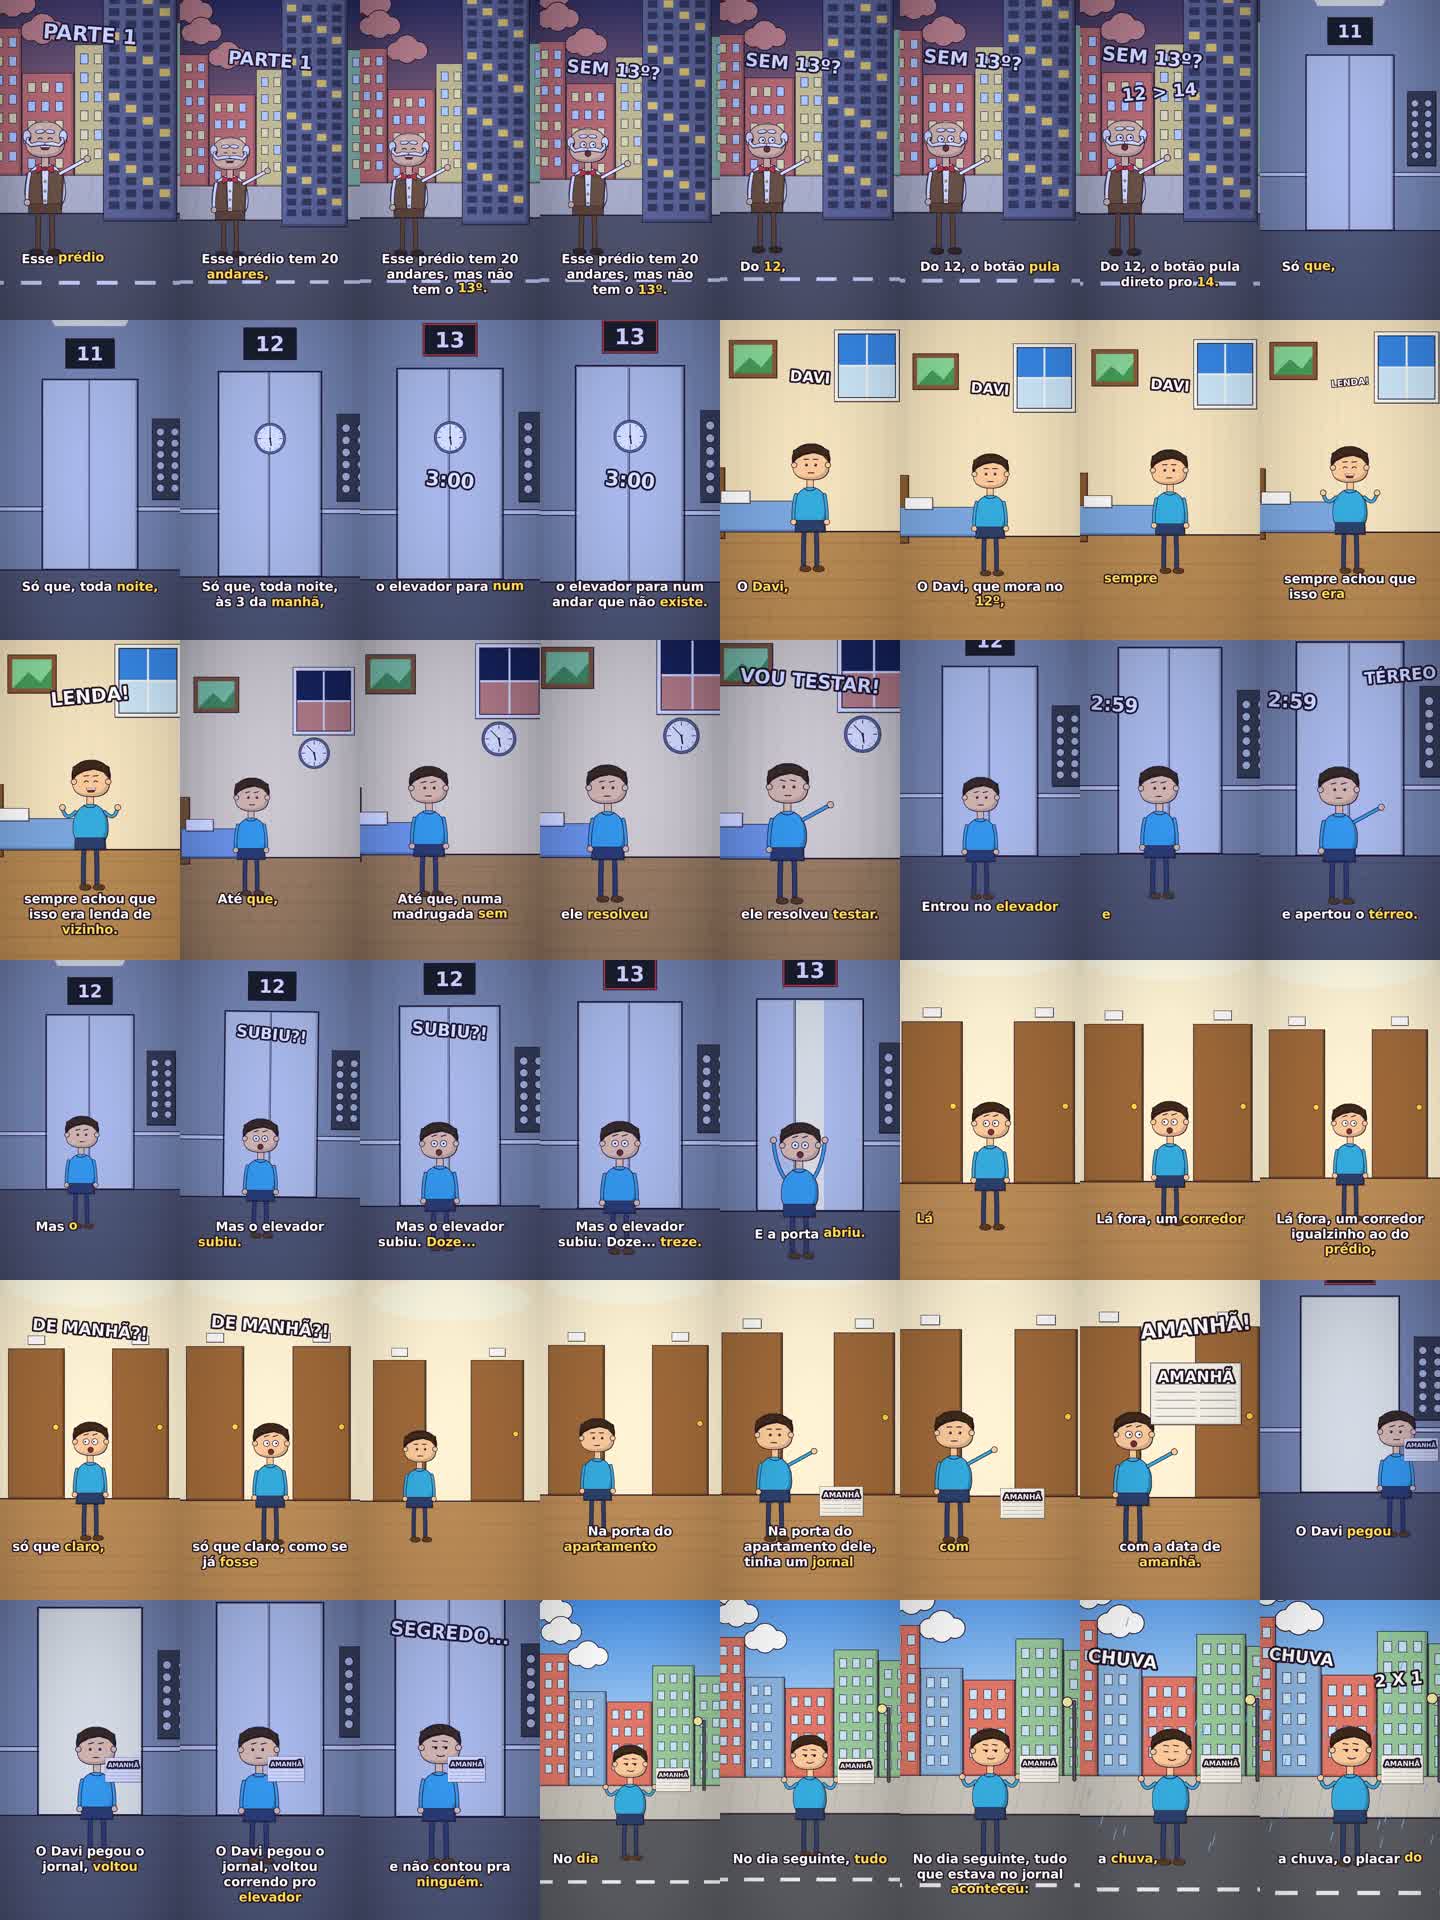 PARTE 1
Esse prédio
PARTE 1
Esse prédio tem 20
andares,
Esse prédio tem 20
andares, mas não
tem o 13º.
SEM 13º?
Esse prédio tem 20
andares, mas não
tem o 13º.
SEM 13º?
Do 12,
SEM 13º?
Do 12, o botão pula
SEM 13º?
12 > 14
Do 12, o botão pula
direto pro 14.
11
Só que,
11
Só que, toda noite,
12
Só que, toda noite,
às 3 da manhã,
13
3:00
o elevador para num
13
3:00
o elevador para num
andar que não existe.
DAVI
O Davi,
DAVI
O Davi, que mora no
12º,
DAVI
sempre
LENDA!
sempre achou que
isso era
LENDA!
sempre achou que
isso era lenda de
vizinho.
Até que,
Até que, numa
madrugada sem
ele resolveu
VOU TESTAR!
ele resolveu testar.
12
Entrou no elevador
2:59
e
2:59
TÉRREO
e apertou o térreo.
12
Mas o
12
SUBIU?!
Mas o elevador
subiu.
12
SUBIU?!
Mas o elevador
subiu. Doze...
13
Mas o elevador
subiu. Doze... treze.
13
E a porta abriu.
Lá
Lá fora, um corredor
Lá fora, um corredor
igualzinho ao do
prédio,
DE MANHÃ?!
só que claro,
DE MANHÃ?!
só que claro, como se
já fosse
Na porta do
apartamento
AMANHÃ
Na porta do
apartamento dele,
tinha um jornal
AMANHÃ
com
AMANHÃ!
AMANHÃ
com a data de
amanhã.
AMANHÃ
O Davi pegou
AMANHÃ
O Davi pegou o
jornal, voltou
AMANHÃ
O Davi pegou o
jornal, voltou
correndo pro
elevador
SEGREDO...
AMANHÃ
e não contou pra
ninguém.
AMANHÃ
No dia
AMANHÃ
No dia seguinte, tudo
AMANHÃ
No dia seguinte, tudo
que estava no jornal
aconteceu:
CHUVA
AMANHÃ
a chuva,
CHUVA
2 X 1
AMANHÃ
a chuva, o placar do